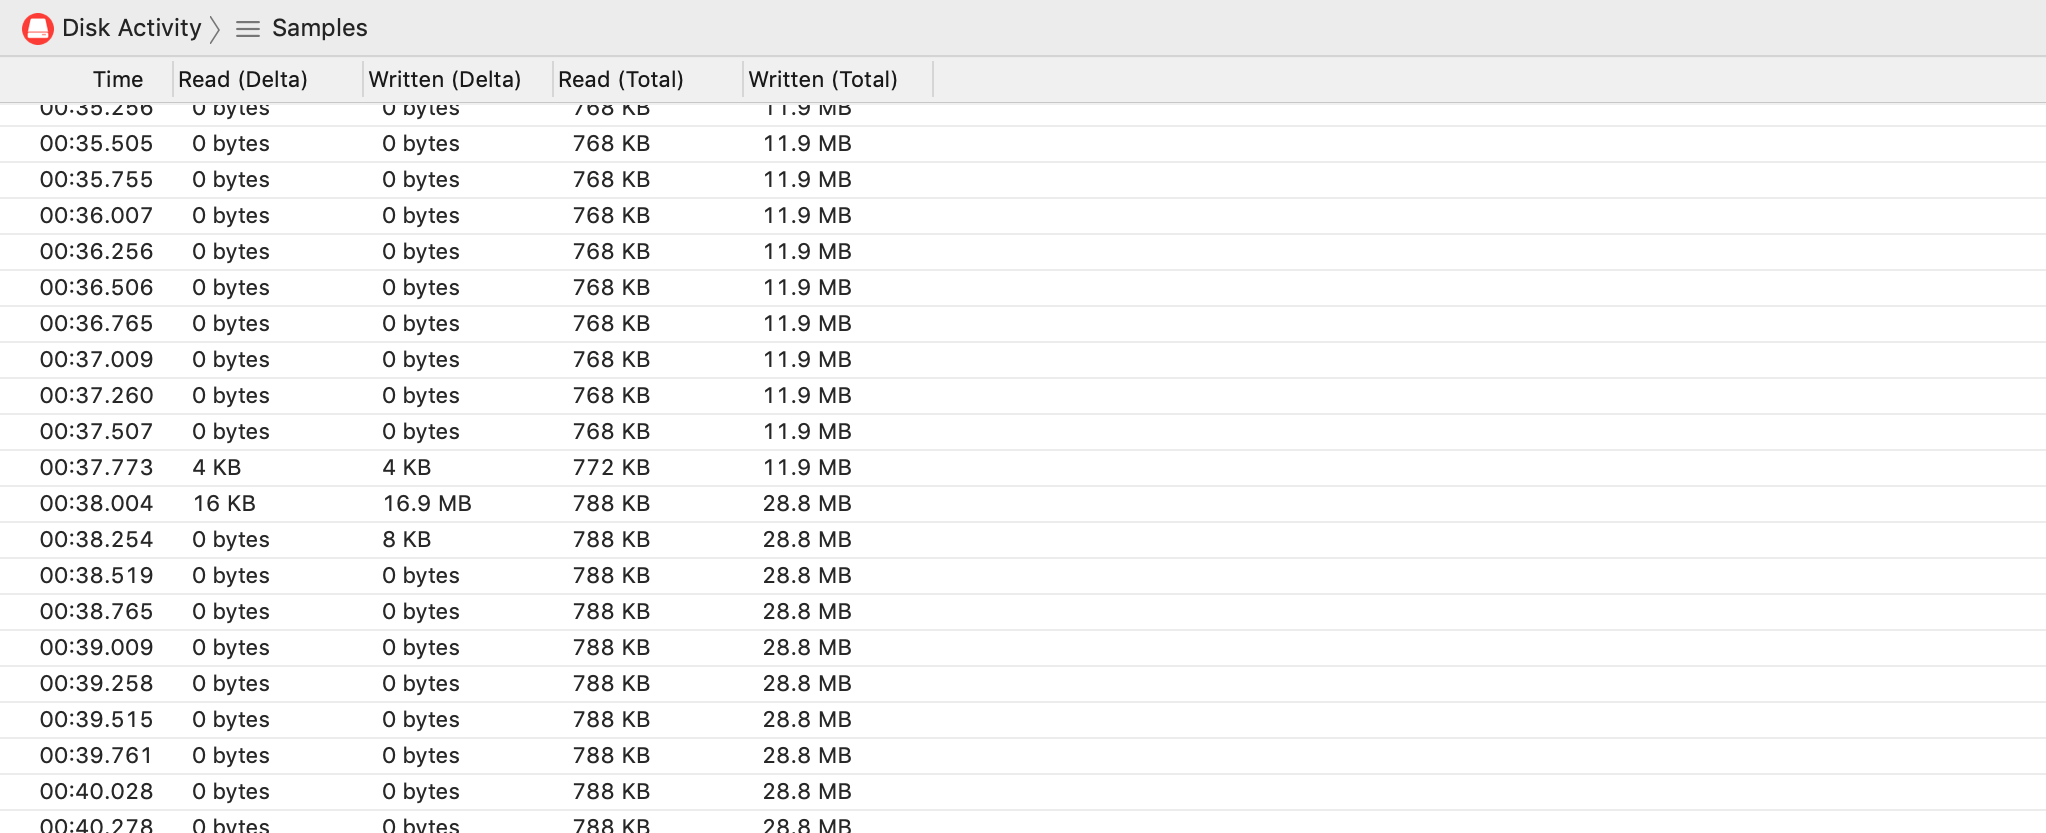 Disk Activity Samples
Time Read (Delta) Written (Delta) Read (Total) Written (Total)
00:35.256 0 bytes 0 bytes 768 KB 11.9 MB
00:35.505 0 bytes 0 bytes 768 KB 11.9 MB
00:35.755 0 bytes 0 bytes 768 KB 11.9 MB
00:36.007 0 bytes 0 bytes 768 KB 11.9 MB
00:36.256 0 bytes 0 bytes 768 KB 11.9 MB
00:36.506 0 bytes 0 bytes 768 KB 11.9 MB
00:36.765 0 bytes 0 bytes 768 KB 11.9 MB
00:37.009 0 bytes 0 bytes 768 KB 11.9 MB
00:37.260 0 bytes 0 bytes 768 KB 11.9 MB
00:37.507 0 bytes 0 bytes 768 KB 11.9 MB
00:37.773 4 KB 4 KB 772 KB 11.9 MB
00:38.004 16 KB 16.9 MB 788 KB 28.8 MB
00:38.254 0 bytes 8 KB 788 KB 28.8 MB
00:38.519 0 bytes 0 bytes 788 KB 28.8 MB
00:38.765 0 bytes 0 bytes 788 KB 28.8 MB
00:39.009 0 bytes 0 bytes 788 KB 28.8 MB
00:39.258 0 bytes 0 bytes 788 KB 28.8 MB
00:39.515 0 bytes 0 bytes 788 KB 28.8 MB
00:39.761 0 bytes 0 bytes 788 KB 28.8 MB
00:40.028 0 bytes 0 bytes 788 KB 28.8 MB
00:40.278 0 bytes 0 bytes 788 KB 28.8 MB